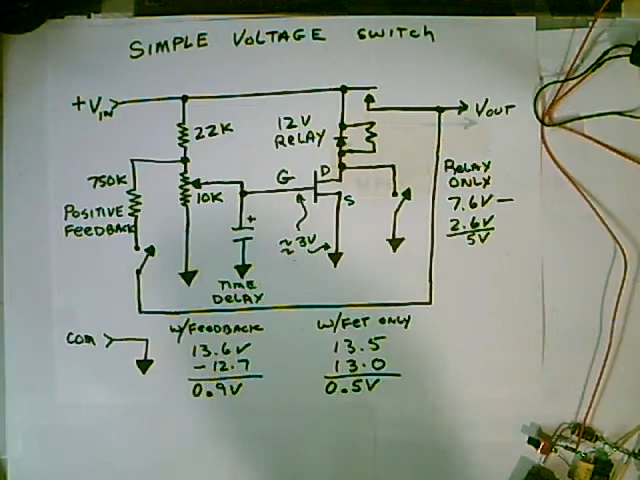 SIMPLE VOLTAGE SWITCH
+VIN
22K
12V
RELAY
VOUT
750K
POSITIVE
FEEDBACK
10K
G
D
S
≈3V
+
TIME
DELAY
RELAY
ONLY
7.6V-
2.6V
5V
COM
W/FEEDBACK
13.6V
-12.7
0.9V
W/FET ONLY
13.5
13.0
0.5V